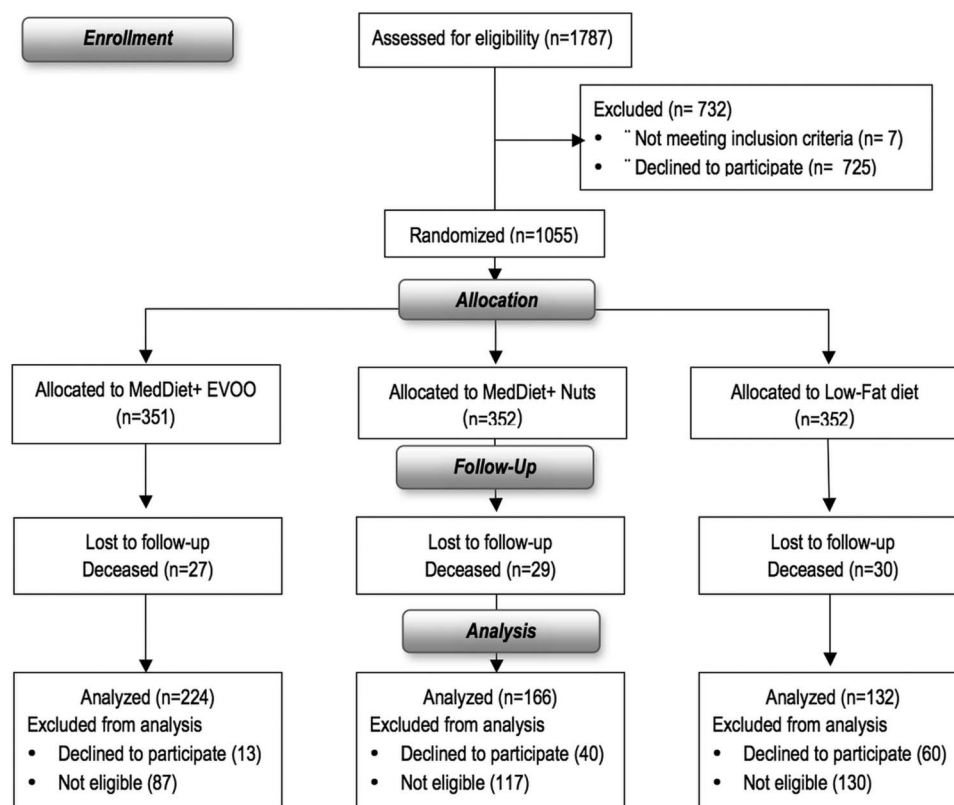 Enrollment
Assessed for eligibility (n=1787)
Excluded (n= 732)
• ¨ Not meeting inclusion criteria (n= 7)
• ¨ Declined to participate (n= 725)
Randomized (n=1055)
Allocation
Allocated to MedDiet+ EVOO
(n=351)
Allocated to MedDiet+ Nuts
(n=352)
Allocated to Low-Fat diet
(n=352)
Follow-Up
Lost to follow-up
Deceased (n=27)
Lost to follow-up
Deceased (n=29)
Lost to follow-up
Deceased (n=30)
Analysis
Analyzed (n=224)
Excluded from analysis
• Declined to participate (13)
• Not eligible (87)
Analyzed (n=166)
Excluded from analysis
• Declined to participate (40)
• Not eligible (117)
Analyzed (n=132)
Excluded from analysis
• Declined to participate (60)
• Not eligible (130)